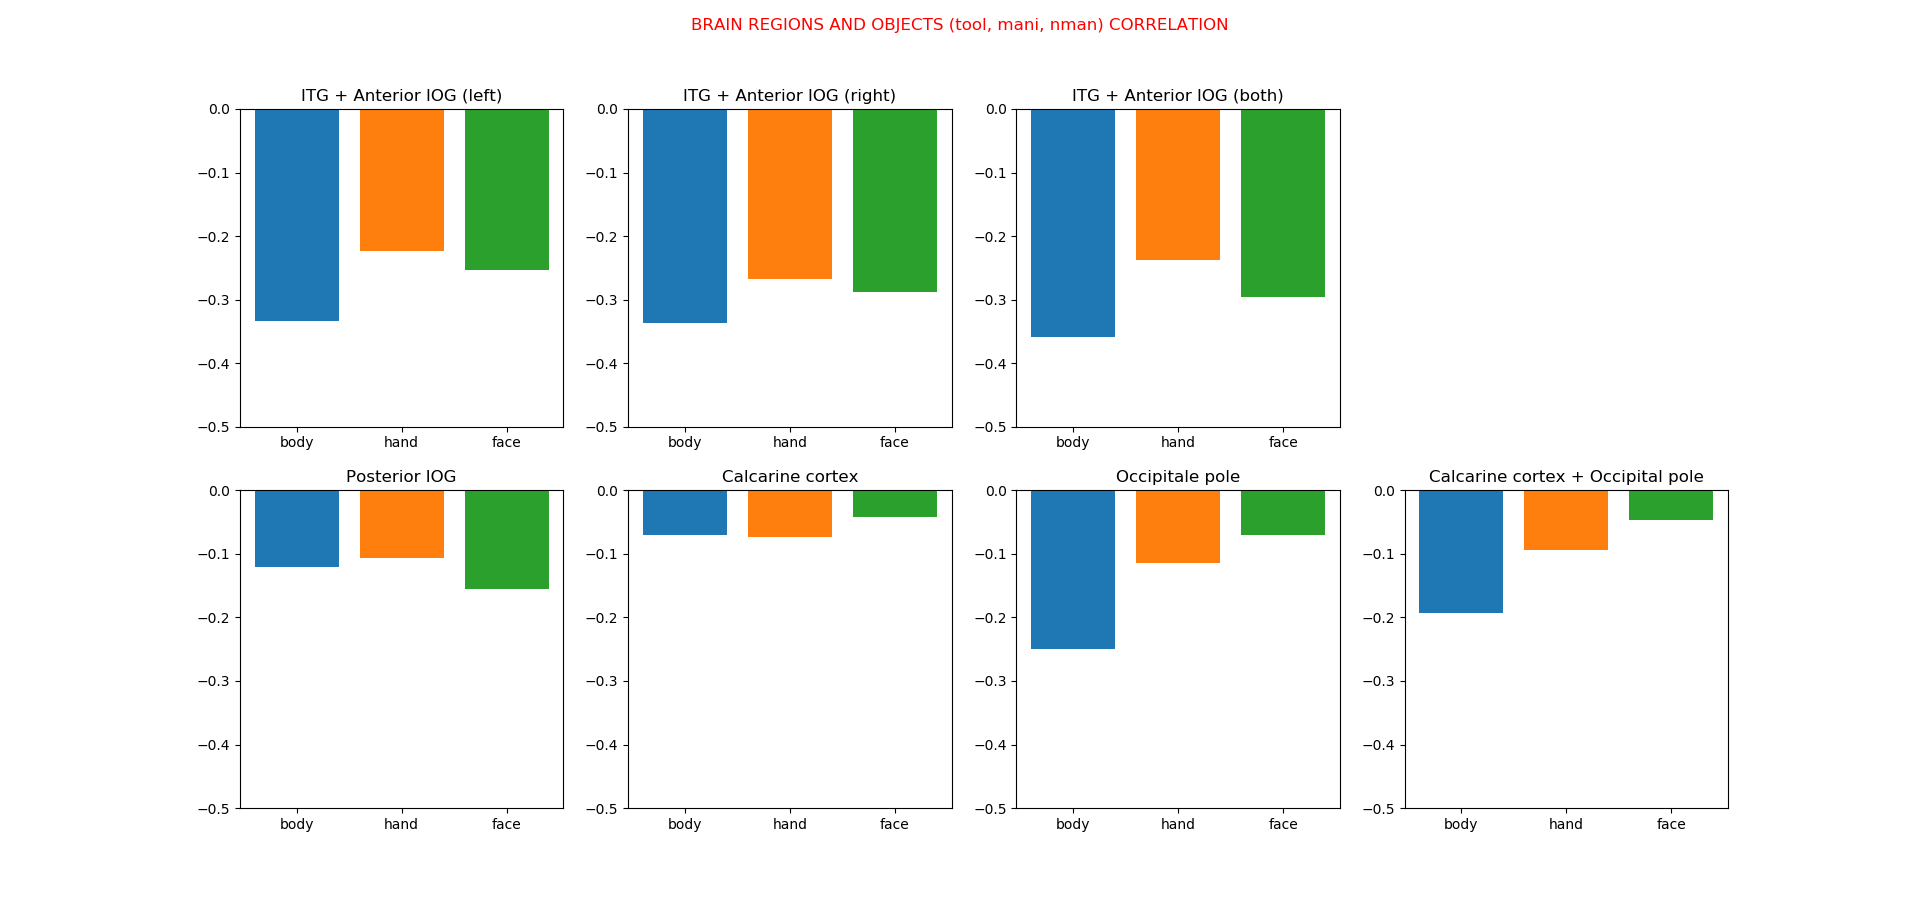 BRAIN REGIONS AND OBJECTS (tool, mani, nman) CORRELATION
ITG + Anterior IOG (left)
0.0
−0.1
−0.2
−0.3
−0.4
−0.5
body hand face
ITG + Anterior IOG (right)
0.0
−0.1
−0.2
−0.3
−0.4
−0.5
body hand face
ITG + Anterior IOG (both)
0.0
−0.1
−0.2
−0.3
−0.4
−0.5
body hand face
Posterior IOG
0.0
−0.1
−0.2
−0.3
−0.4
−0.5
body hand face
Calcarine cortex
0.0
−0.1
−0.2
−0.3
−0.4
−0.5
body hand face
Occipitale pole
0.0
−0.1
−0.2
−0.3
−0.4
−0.5
body hand face
Calcarine cortex + Occipital pole
0.0
−0.1
−0.2
−0.3
−0.4
−0.5
body hand face